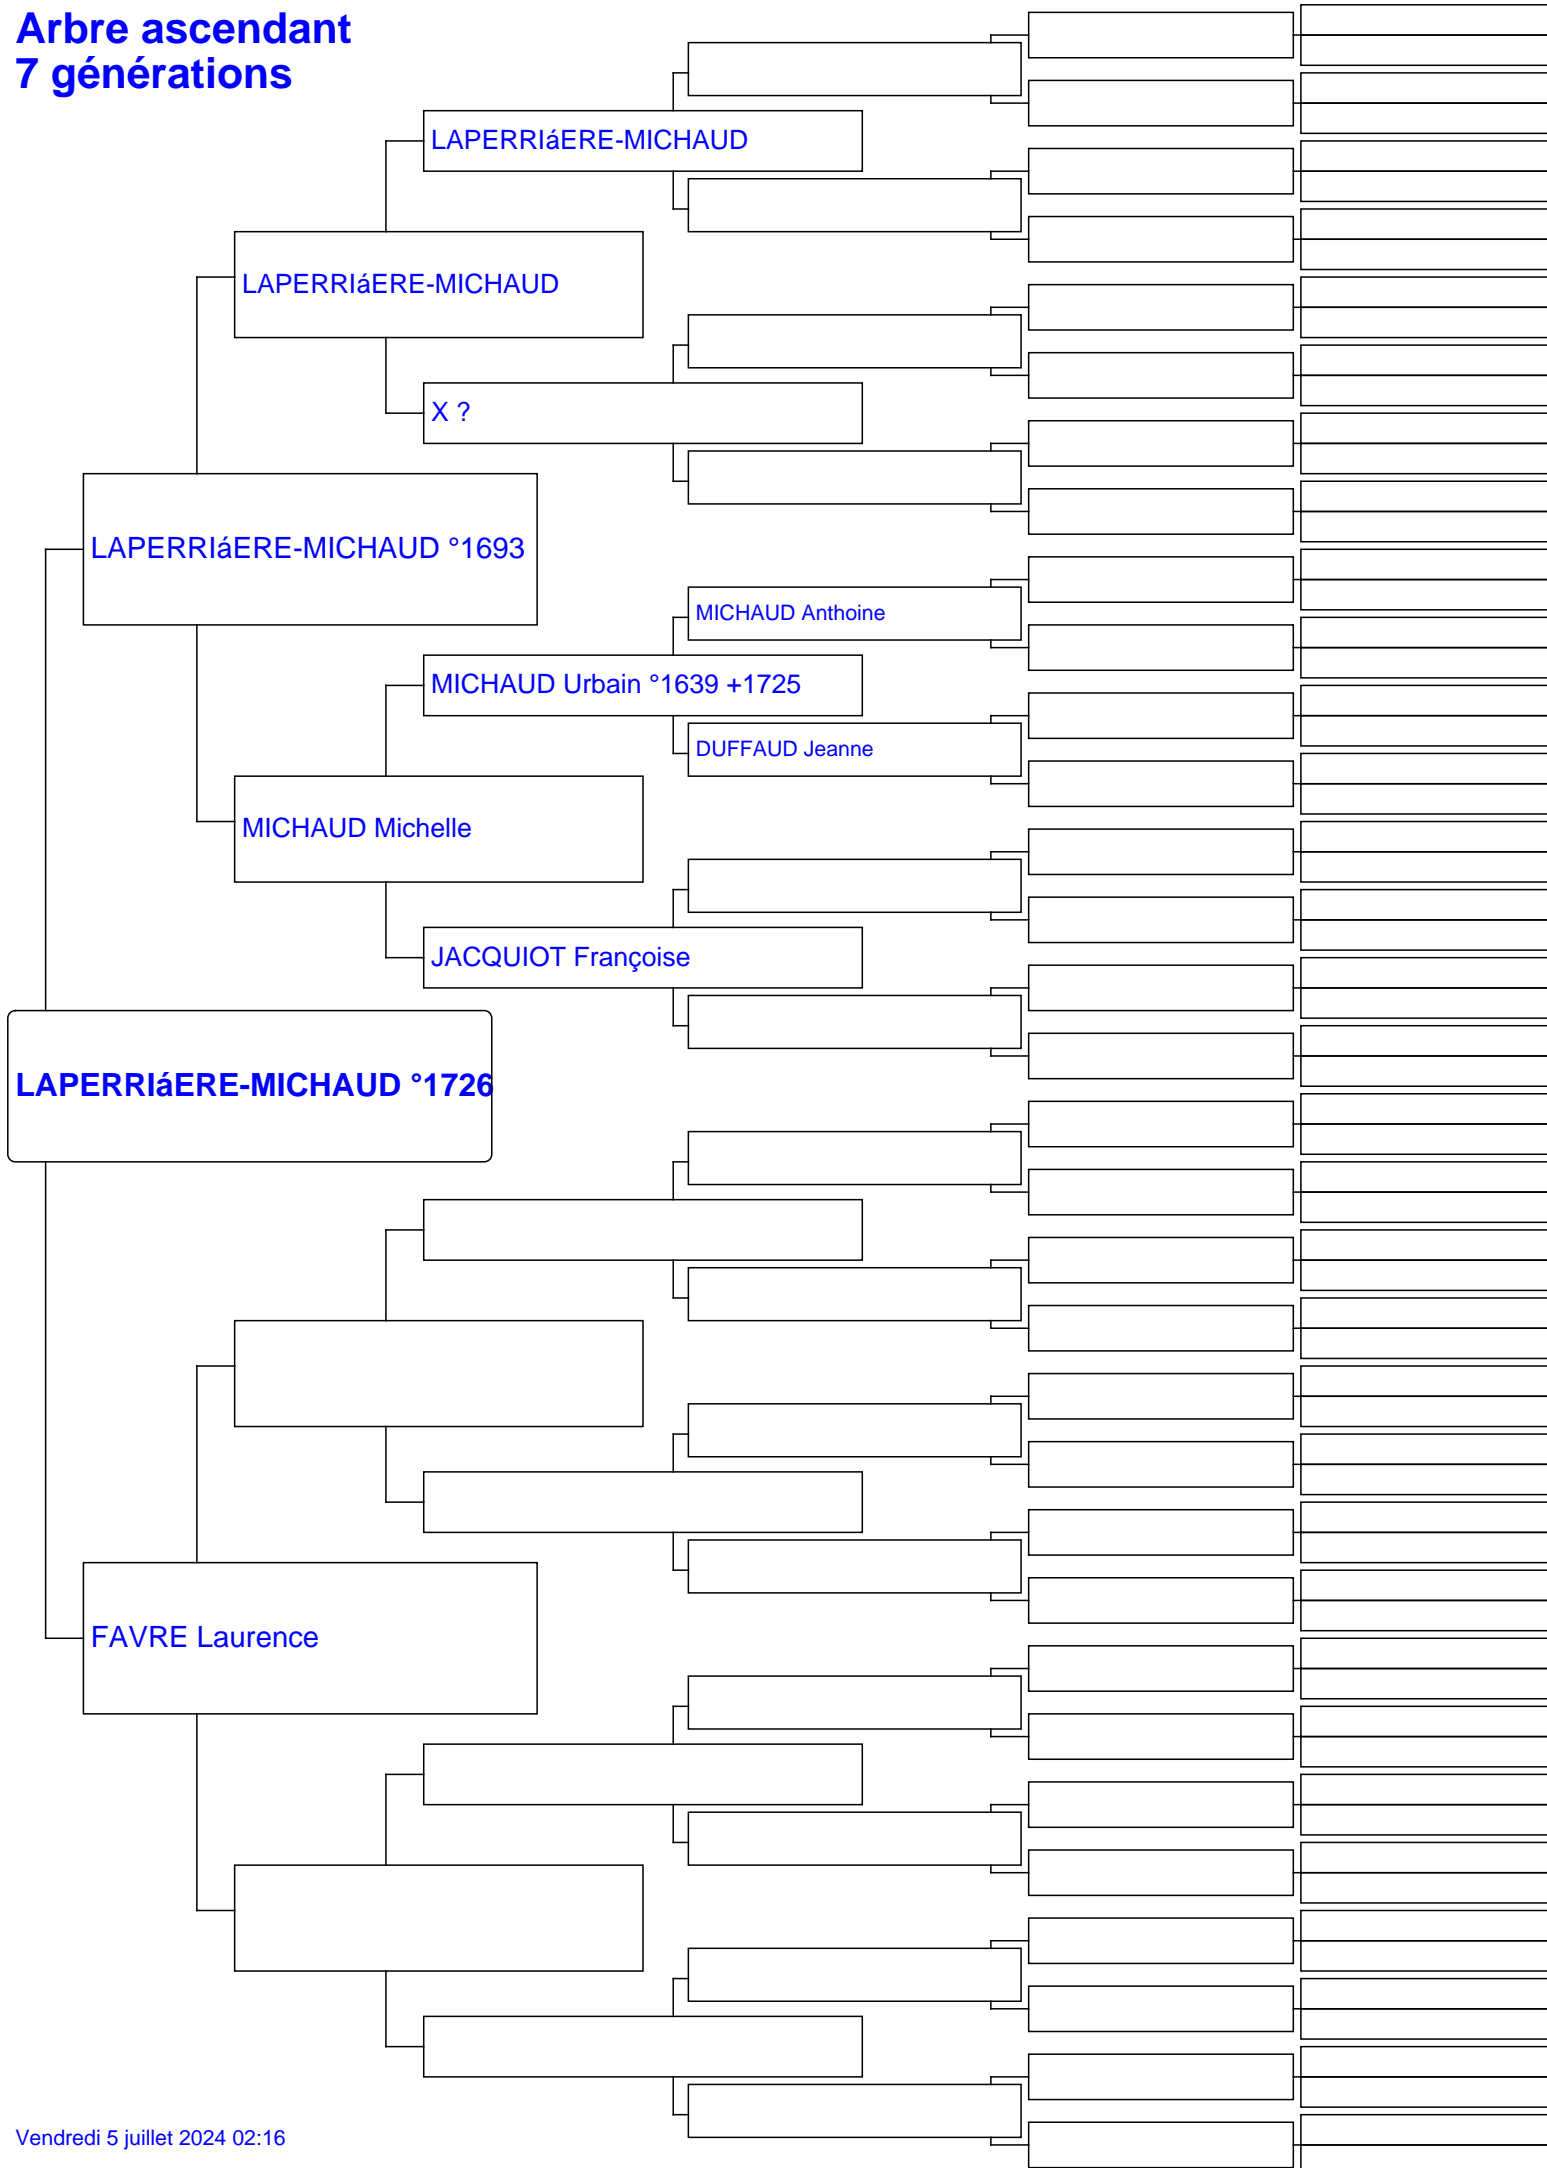 Arbre ascendant
7 générations
LAPERRIáERE-MICHAUD
LAPERRIáERE-MICHAUD
X ?
LAPERRIáERE-MICHAUD °1693
MICHAUD Anthoine
MICHAUD Urbain °1639 +1725
DUFFAUD Jeanne
MICHAUD Michelle
JACQUIOT Françoise
LAPERRIáERE-MICHAUD °1726
FAVRE Laurence
Vendredi 5 juillet 2024 02:16